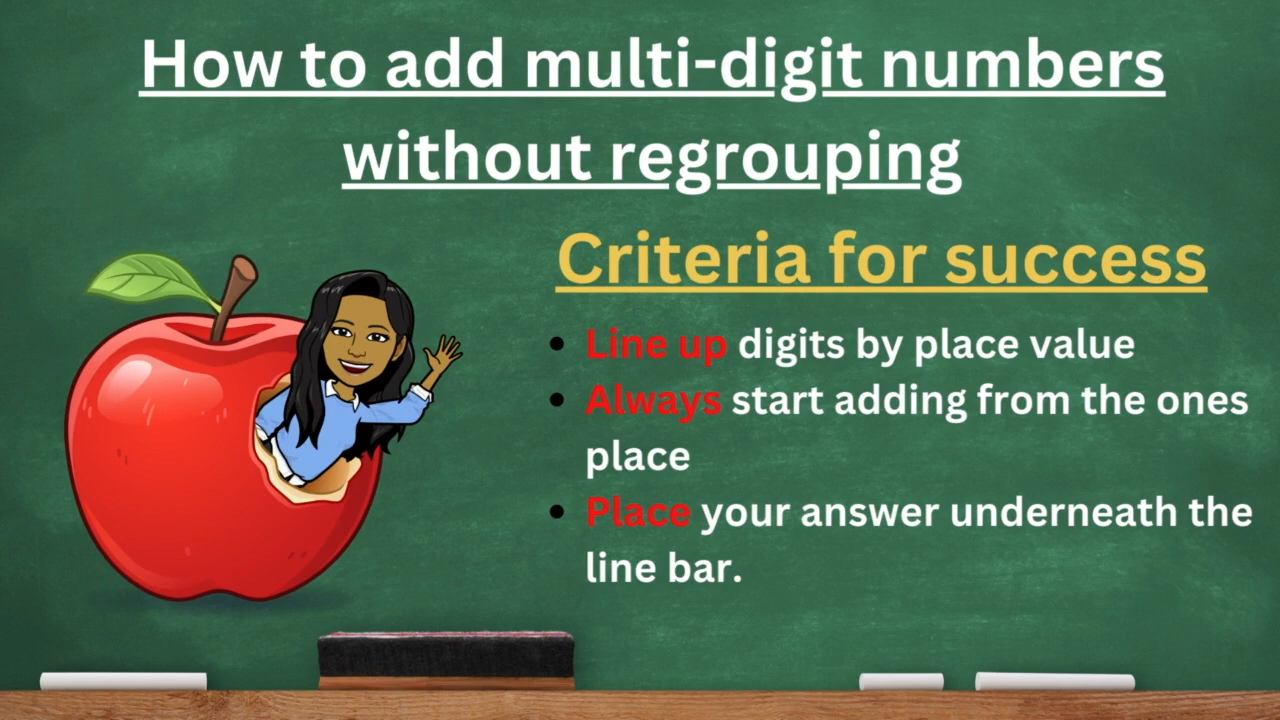 How to add multi-digit numbers
without regrouping
Criteria for success
• Line up digits by place value
• Always start adding from the ones
place
• Place your answer underneath the
line bar.